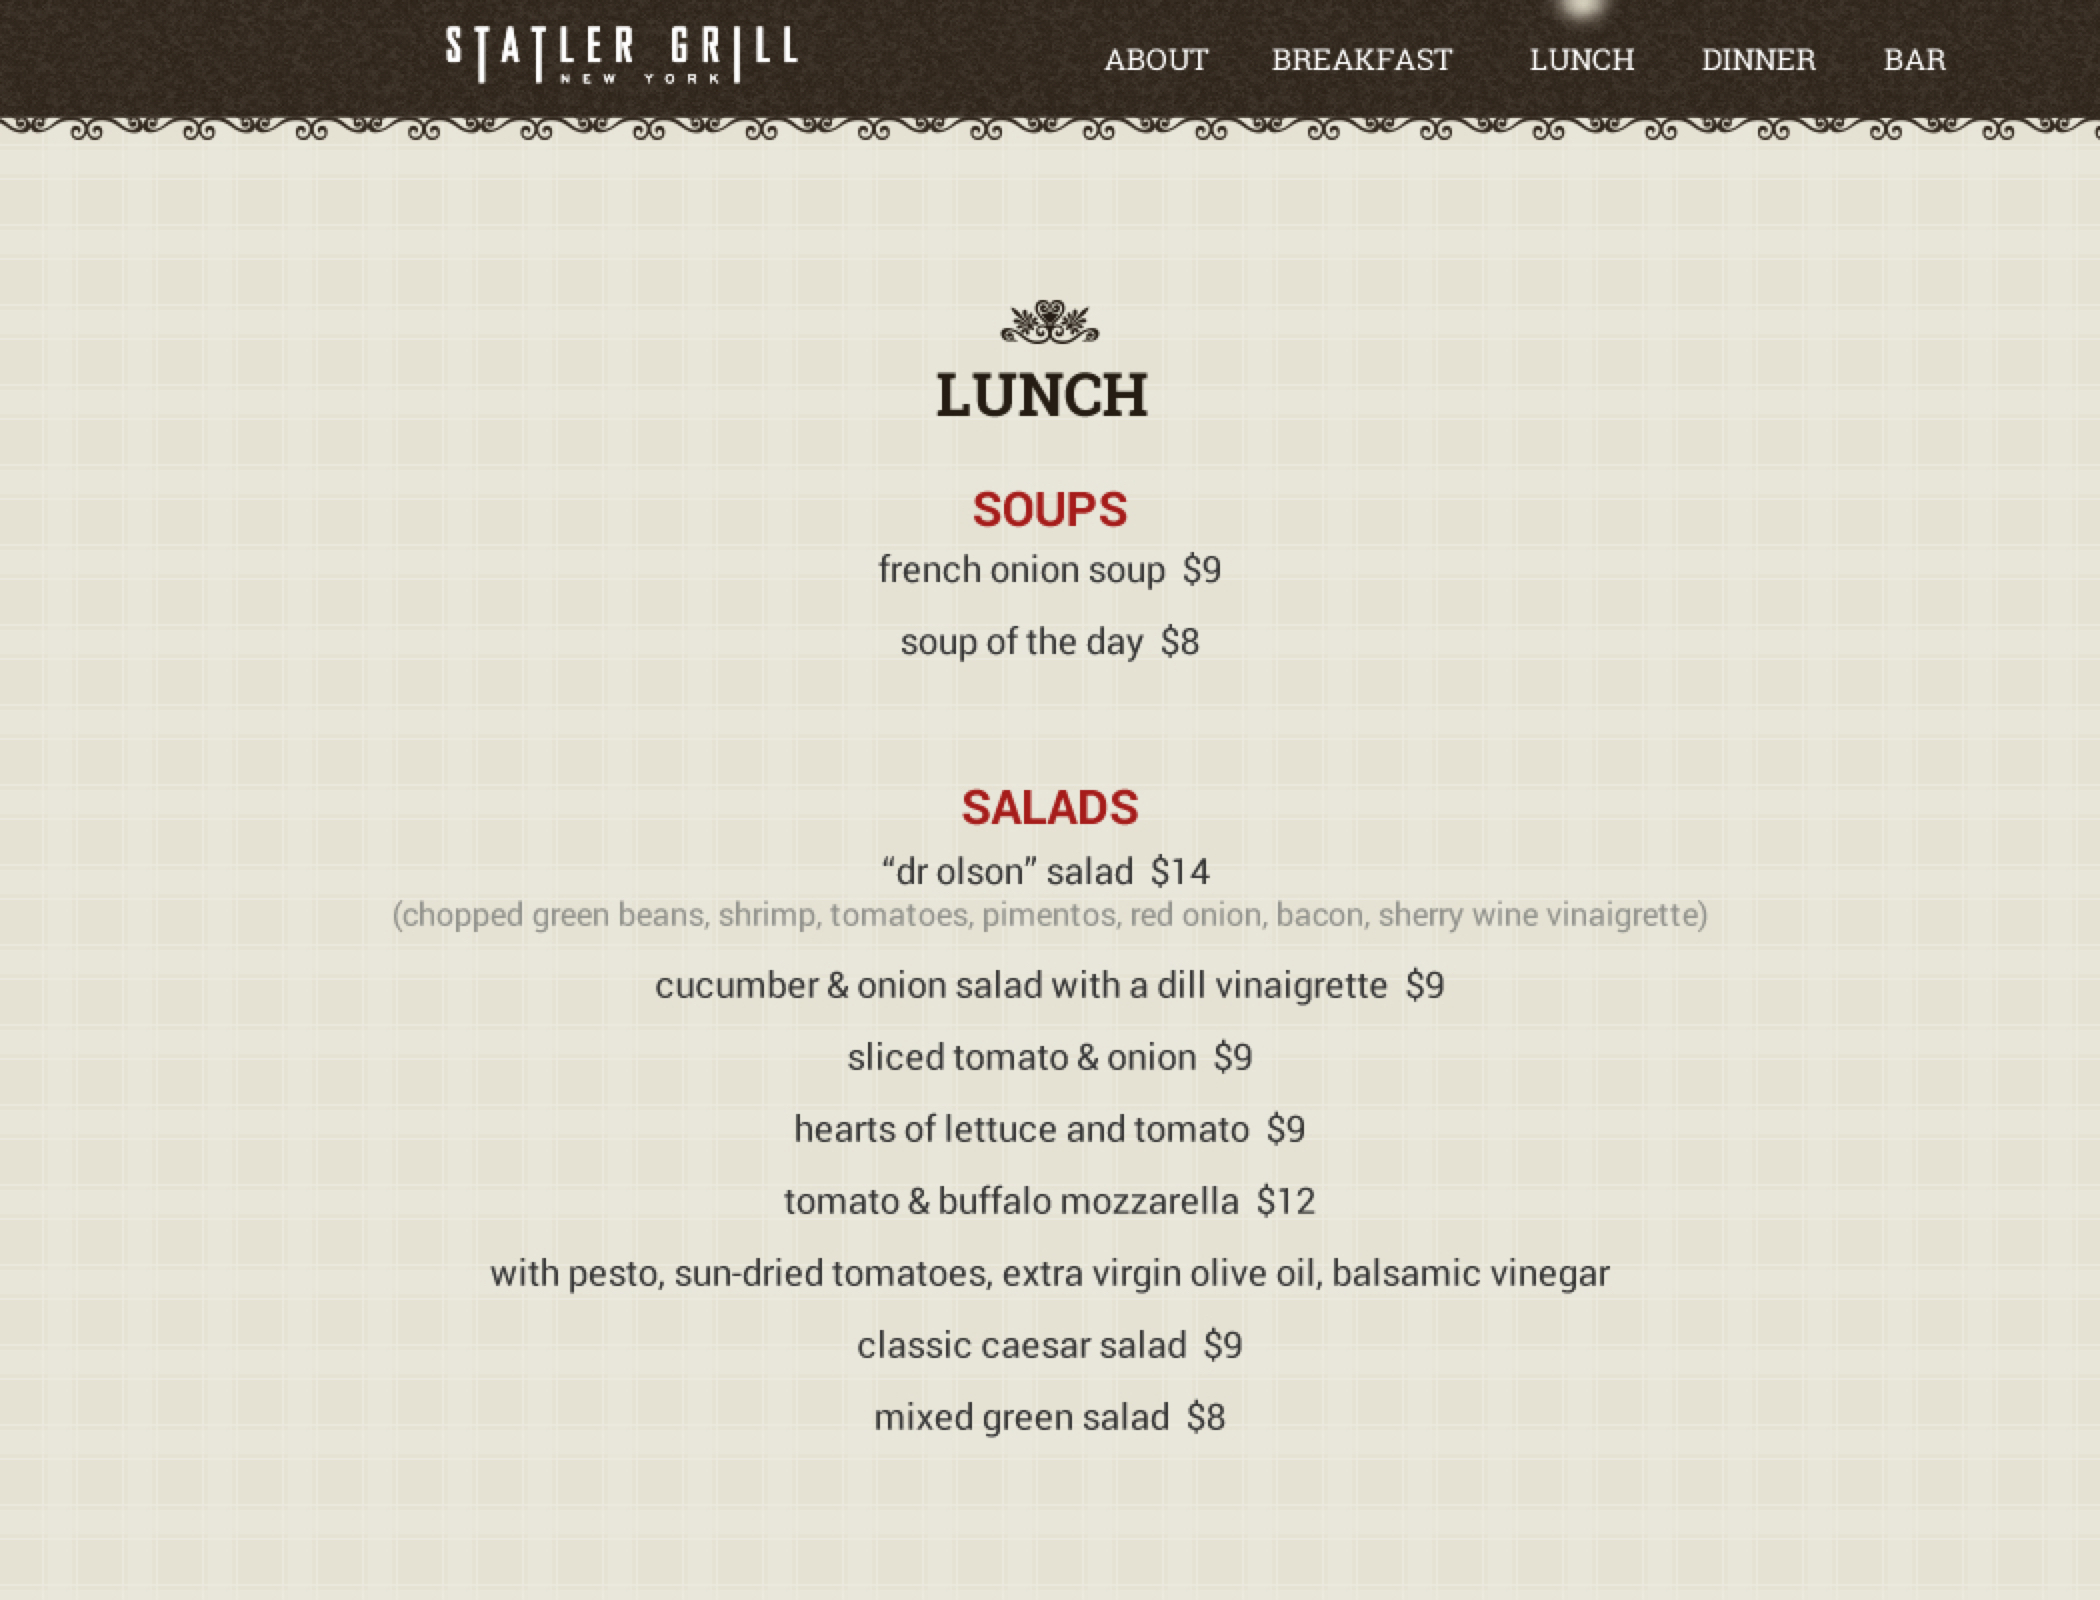 STATLER GRILL
NEW YORK
ABOUT BREAKFAST LUNCH DINNER BAR
LUNCH
SOUPS
french onion soup $9
soup of the day $8
SALADS
“dr olson” salad $14
(chopped green beans, shrimp, tomatoes, pimentos, red onion, bacon, sherry wine vinaigrette)
cucumber & onion salad with a dill vinaigrette $9
sliced tomato & onion $9
hearts of lettuce and tomato $9
tomato & buffalo mozzarella $12
with pesto, sun-dried tomatoes, extra virgin olive oil, balsamic vinegar
classic caesar salad $9
mixed green salad $8